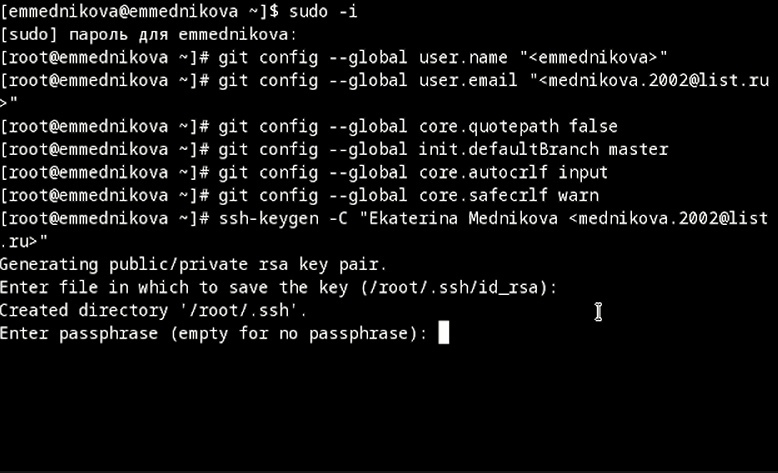 [emmednikova@emmednikova ~]$ sudo -i
[sudo] пароль для emmednikova:
[root@emmednikova ~]# git config --global user.name "<emmednikova>"
[root@emmednikova ~]# git config --global user.email "<mednikova.2002@list.ru
>"
[root@emmednikova ~]# git config --global core.quotepath false
[root@emmednikova ~]# git config --global init.defaultBranch master
[root@emmednikova ~]# git config --global core.autocrlf input
[root@emmednikova ~]# git config --global core.safecrlf warn
[root@emmednikova ~]# ssh-keygen -C "Ekaterina Mednikova <mednikova.2002@list
.ru>"
Generating public/private rsa key pair.
Enter file in which to save the key (/root/.ssh/id_rsa):
Created directory '/root/.ssh'.
Enter passphrase (empty for no passphrase):